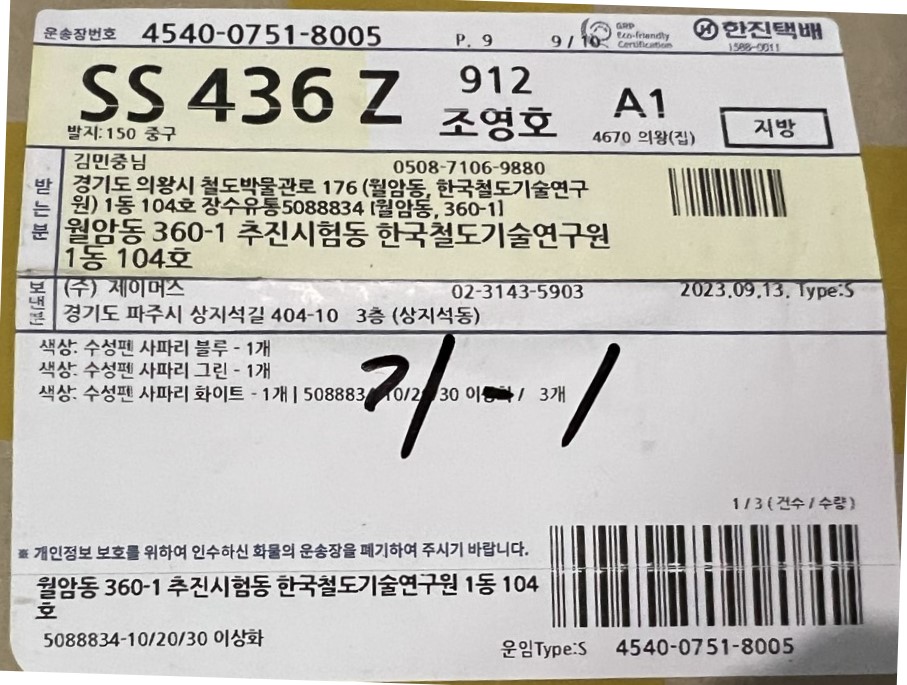 운송장번호 4540-0751-8005 P. 9 9/10 GRP Eco-friendly Certification 한진택배
1588-0011
SS 436 Z 912 A1 지방
발지:150 중구 조영호 4670 의왕(집)
받는분
김민중님 0508-7106-9880
경기도 의왕시 철도박물관로 176 (월암동, 한국철도기술연구
원) 1동 104호 장수유통5088834 [월암동, 360-1]
월암동 360-1 추진시험동 한국철도기술연구원
1동 104호
보낸분
(주) 제이머스 02-3143-5903 2023.09.13. Type:S
경기도 파주시 상지석길 404-10 3층 (상지석동)
색상: 수성펜 사파리 블루 - 1개
색상: 수성펜 사파리 그린 - 1개
색상: 수성펜 사파리 화이트 - 1개 | 508883 10/2 30 이 / 3개
1 / 3 ( 건수 / 수량 )
※ 개인정보 보호를 위하여 인수하신 화물의 운송장을 폐기하여 주시기 바랍니다.
월암동 360-1 추진시험동 한국철도기술연구원 1동 104
호
5088834-10/20/30 이상화 운임Type:S 4540-0751-8005